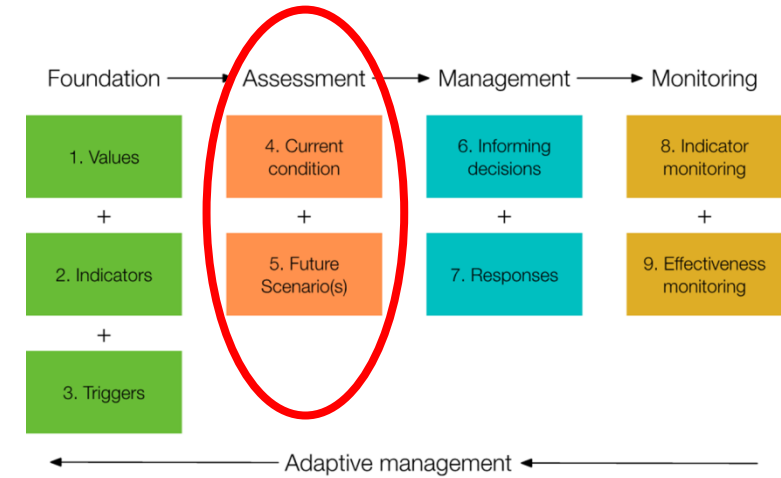 Foundation
Assessment
Management
Monitoring
1. Values
+
2. Indicators
+
3. Triggers
4. Current
condition
+
5. Future
Scenario(s)
6. Informing
decisions
+
7. Responses
8. Indicator
monitoring
+
9. Effectiveness
monitoring
Adaptive management